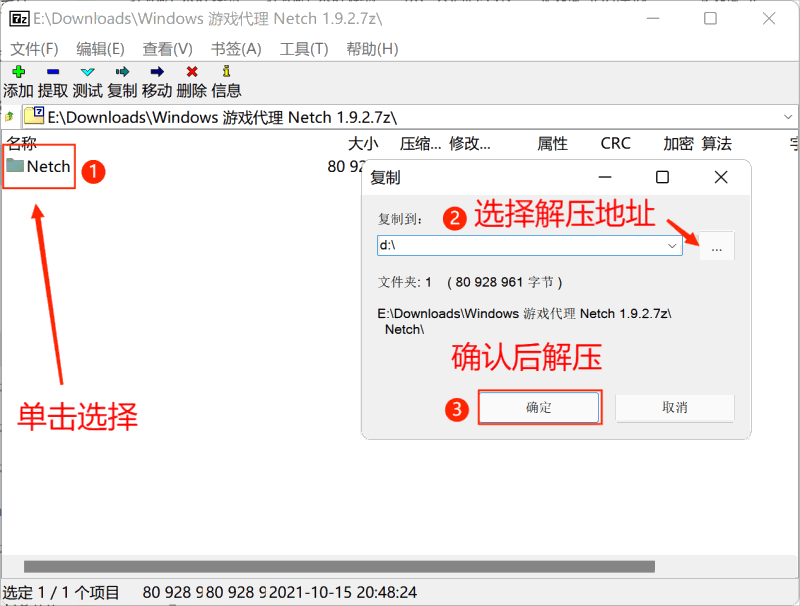 E:\Downloads\Windows 游戏代理 Netch 1.9.2.7z\
文件(F) 编辑(E) 查看(V) 书签(A) 工具(T) 帮助(H)
添加 提取 测试 复制 移动 删除 信息
E:\Downloads\Windows 游戏代理 Netch 1.9.2.7z\
名称 大小 压缩... 修改... 属性 CRC 加密 算法
Netch 1 80 92
复制
复制到:
2 选择解压地址
d:\ ...
文件夹: 1 ( 80 928 961 字节 )
E:\Downloads\Windows 游戏代理 Netch 1.9.2.7z\
Netch\
确认后解压
单击选择
3 确定 取消
选定 1 / 1 个项目 80 928 9 80 928 9 2021-10-15 20:48:24